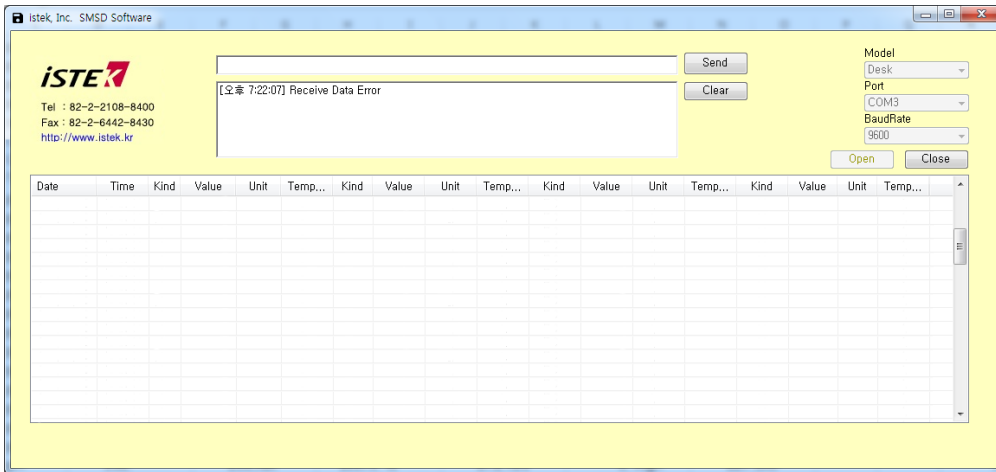 istek, Inc. SMSD Software
iSTEK
Tel : 82-2-2108-8400
Fax : 82-2-6442-8430
http://www.istek.kr
Send
[오후 7:22:07] Receive Data Error
Clear
Model
Desk
Port
COM3
BaudRate
9600
Open Close
Date Time Kind Value Unit Temp... Kind Value Unit Temp... Kind Value Unit Temp... Kind Value Unit Temp...